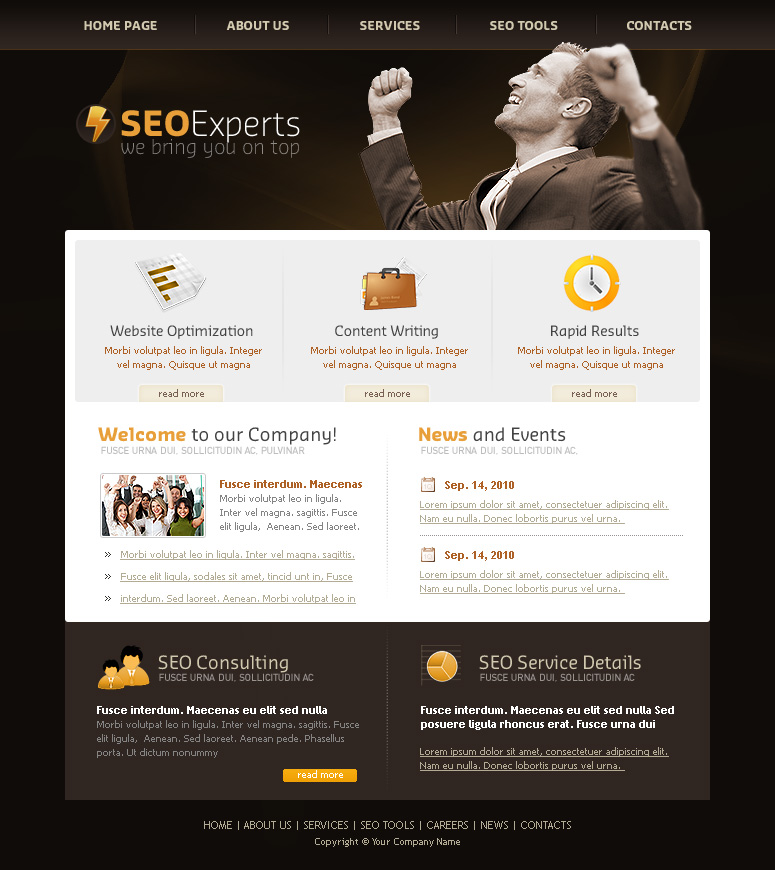 HOME PAGE ABOUT US SERVICES SEO TOOLS CONTACTS
SEOExperts
we bring you on top
Website Optimization
Morbi volutpat leo in ligula. Integer
vel magna. Quisque ut magna
read more
Content Writing
Morbi volutpat leo in ligula. Integer
vel magna. Quisque ut magna
read more
Rapid Results
Morbi volutpat leo in ligula. Integer
vel magna. Quisque ut magna
read more
Welcome to our Company!
FUSCE URNA DUI, SOLLICITUDIN AC, PULVINAR
Fusce interdum. Maecenas
Morbi volutpat leo in ligula.
Inter vel magna. sagittis. Fusce
elit ligula, Aenean. Sed laoreet.
Morbi volutpat leo in ligula. Inter vel magna. sagittis.
Fusce elit ligula, sodales sit amet, tincid unt in, Fusce
interdum. Sed laoreet. Aenean. Morbi volutpat leo in
News and Events
FUSCE URNA DUI, SOLLICITUDIN AC,
Sep. 14, 2010
Lorem ipsum dolor sit amet, consectetuer adipiscing elit.
Nam eu nulla. Donec lobortis purus vel urna.
Sep. 14, 2010
Lorem ipsum dolor sit amet, consectetuer adipiscing elit.
Nam eu nulla. Donec lobortis purus vel urna.
SEO Consulting
FUSCE URNA DUI, SOLLICITUDIN AC
Fusce interdum. Maecenas eu elit sed nulla
Morbi volutpat leo in ligula. Inter vel magna. sagittis. Fusce
elit ligula, Aenean. Sed laoreet. Aenean pede. Phasellus
porta. Ut dictum nonummy
read more
SEO Service Details
FUSCE URNA DUI, SOLLICITUDIN AC
Fusce interdum. Maecenas eu elit sed nulla Sed
posuere ligula rhoncus erat. Fusce urna dui
Lorem ipsum dolor sit amet, consectetuer adipiscing elit.
Nam eu nulla. Donec lobortis purus vel urna.
HOME | ABOUT US | SERVICES | SEO TOOLS | CAREERS | NEWS | CONTACTS
Copyright © Your Company Name